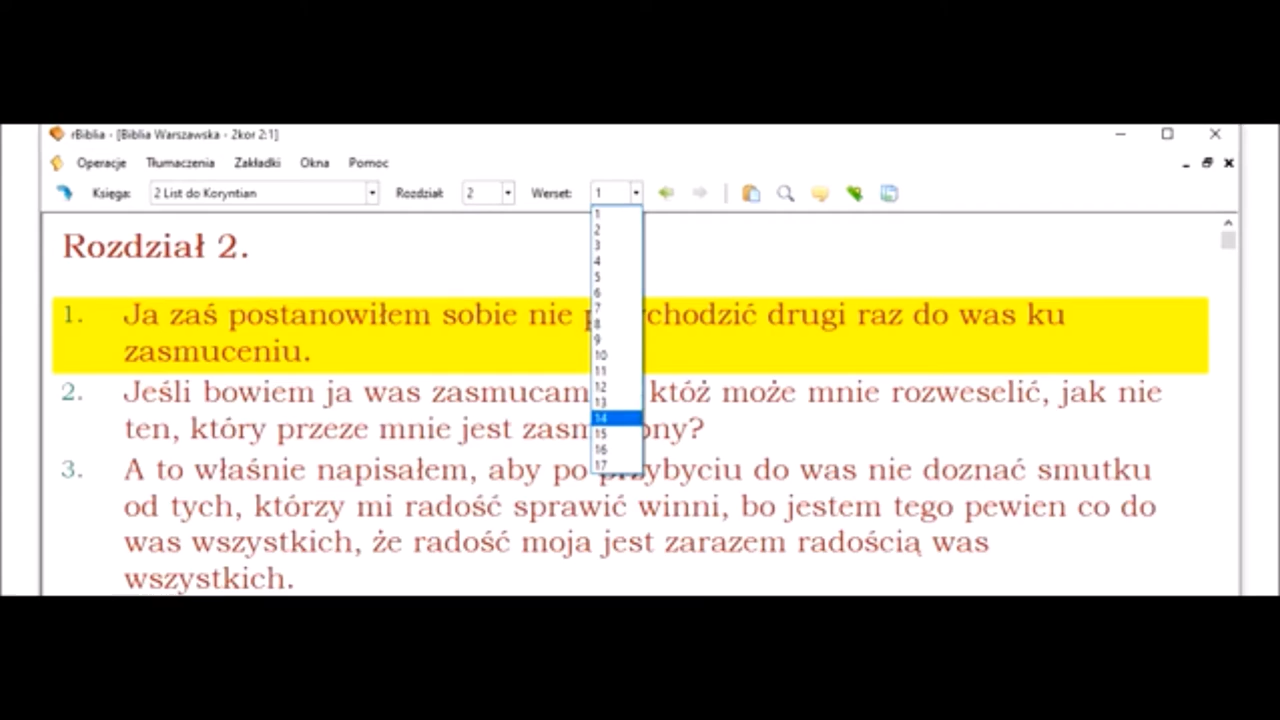 rBiblia - [Biblia Warszawska - 2kor 2:1]
Operacje Tłumaczenia Zakładki Okna Pomoc
Księga: 2 List do Koryntian Rozdział: 2 Werset: 1
1
2
3
4
5
6
7
8
9
10
11
12
13
14
15
16
17
Rozdział 2.
1. Ja zaś postanowiłem sobie nie drugi raz do was ku
zasmuceniu.
2. Jeśli bowiem ja was zasmucam któż może mnie rozweselić, jak nie
ten, który przeze mnie jest
3. A to właśnie napisałem, aby po przybyciu do was nie doznać smutku
od tych, którzy mi radość sprawić winni, bo jestem tego pewien co do
was wszystkich, że radość moja jest zarazem radością was
wszystkich.